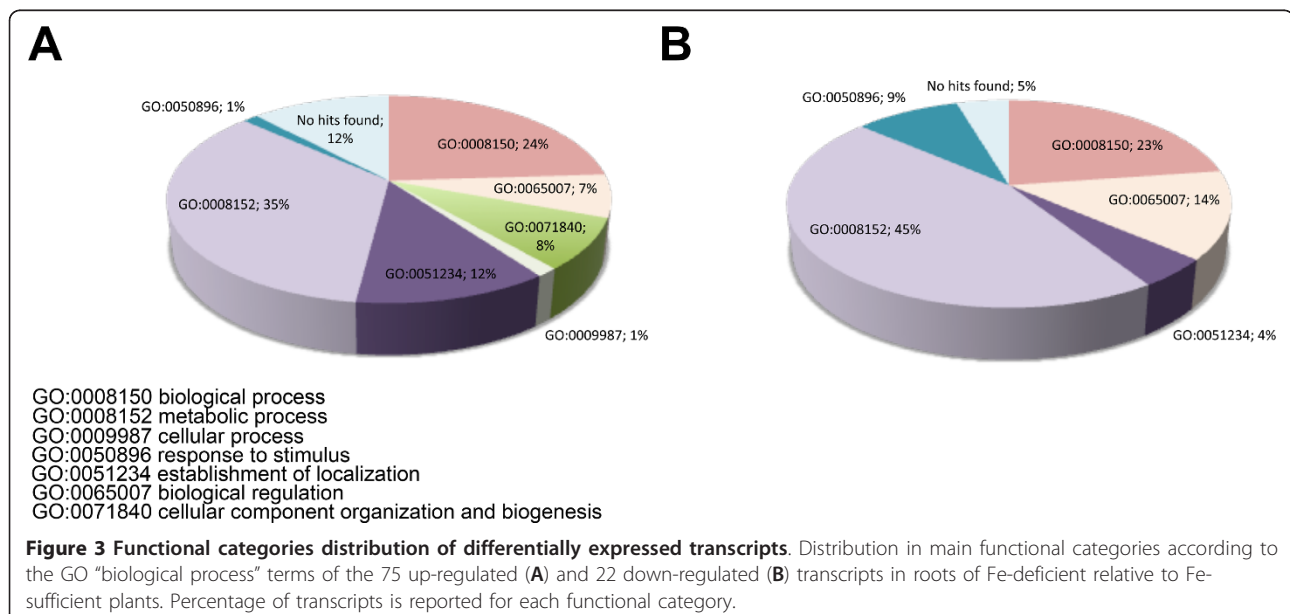 A
B
GO:0050896; 1%
No hits found;
12%
GO:0008150; 24%
GO:0065007; 7%
GO:0071840;
8%
GO:0008152; 35%
GO:0051234; 12%
GO:0009987; 1%
No hits found; 5%
GO:0050896; 9%
GO:0008150; 23%
GO:0065007; 14%
GO:0008152; 45%
GO:0051234; 4%
GO:0008150 biological process
GO:0008152 metabolic process
GO:0009987 cellular process
GO:0050896 response to stimulus
GO:0051234 establishment of localization
GO:0065007 biological regulation
GO:0071840 cellular component organization and biogenesis
Figure 3 Functional categories distribution of differentially expressed transcripts. Distribution in main functional categories according to
the GO “biological process” terms of the 75 up-regulated (A) and 22 down-regulated (B) transcripts in roots of Fe-deficient relative to Fe-
sufficient plants. Percentage of transcripts is reported for each functional category.